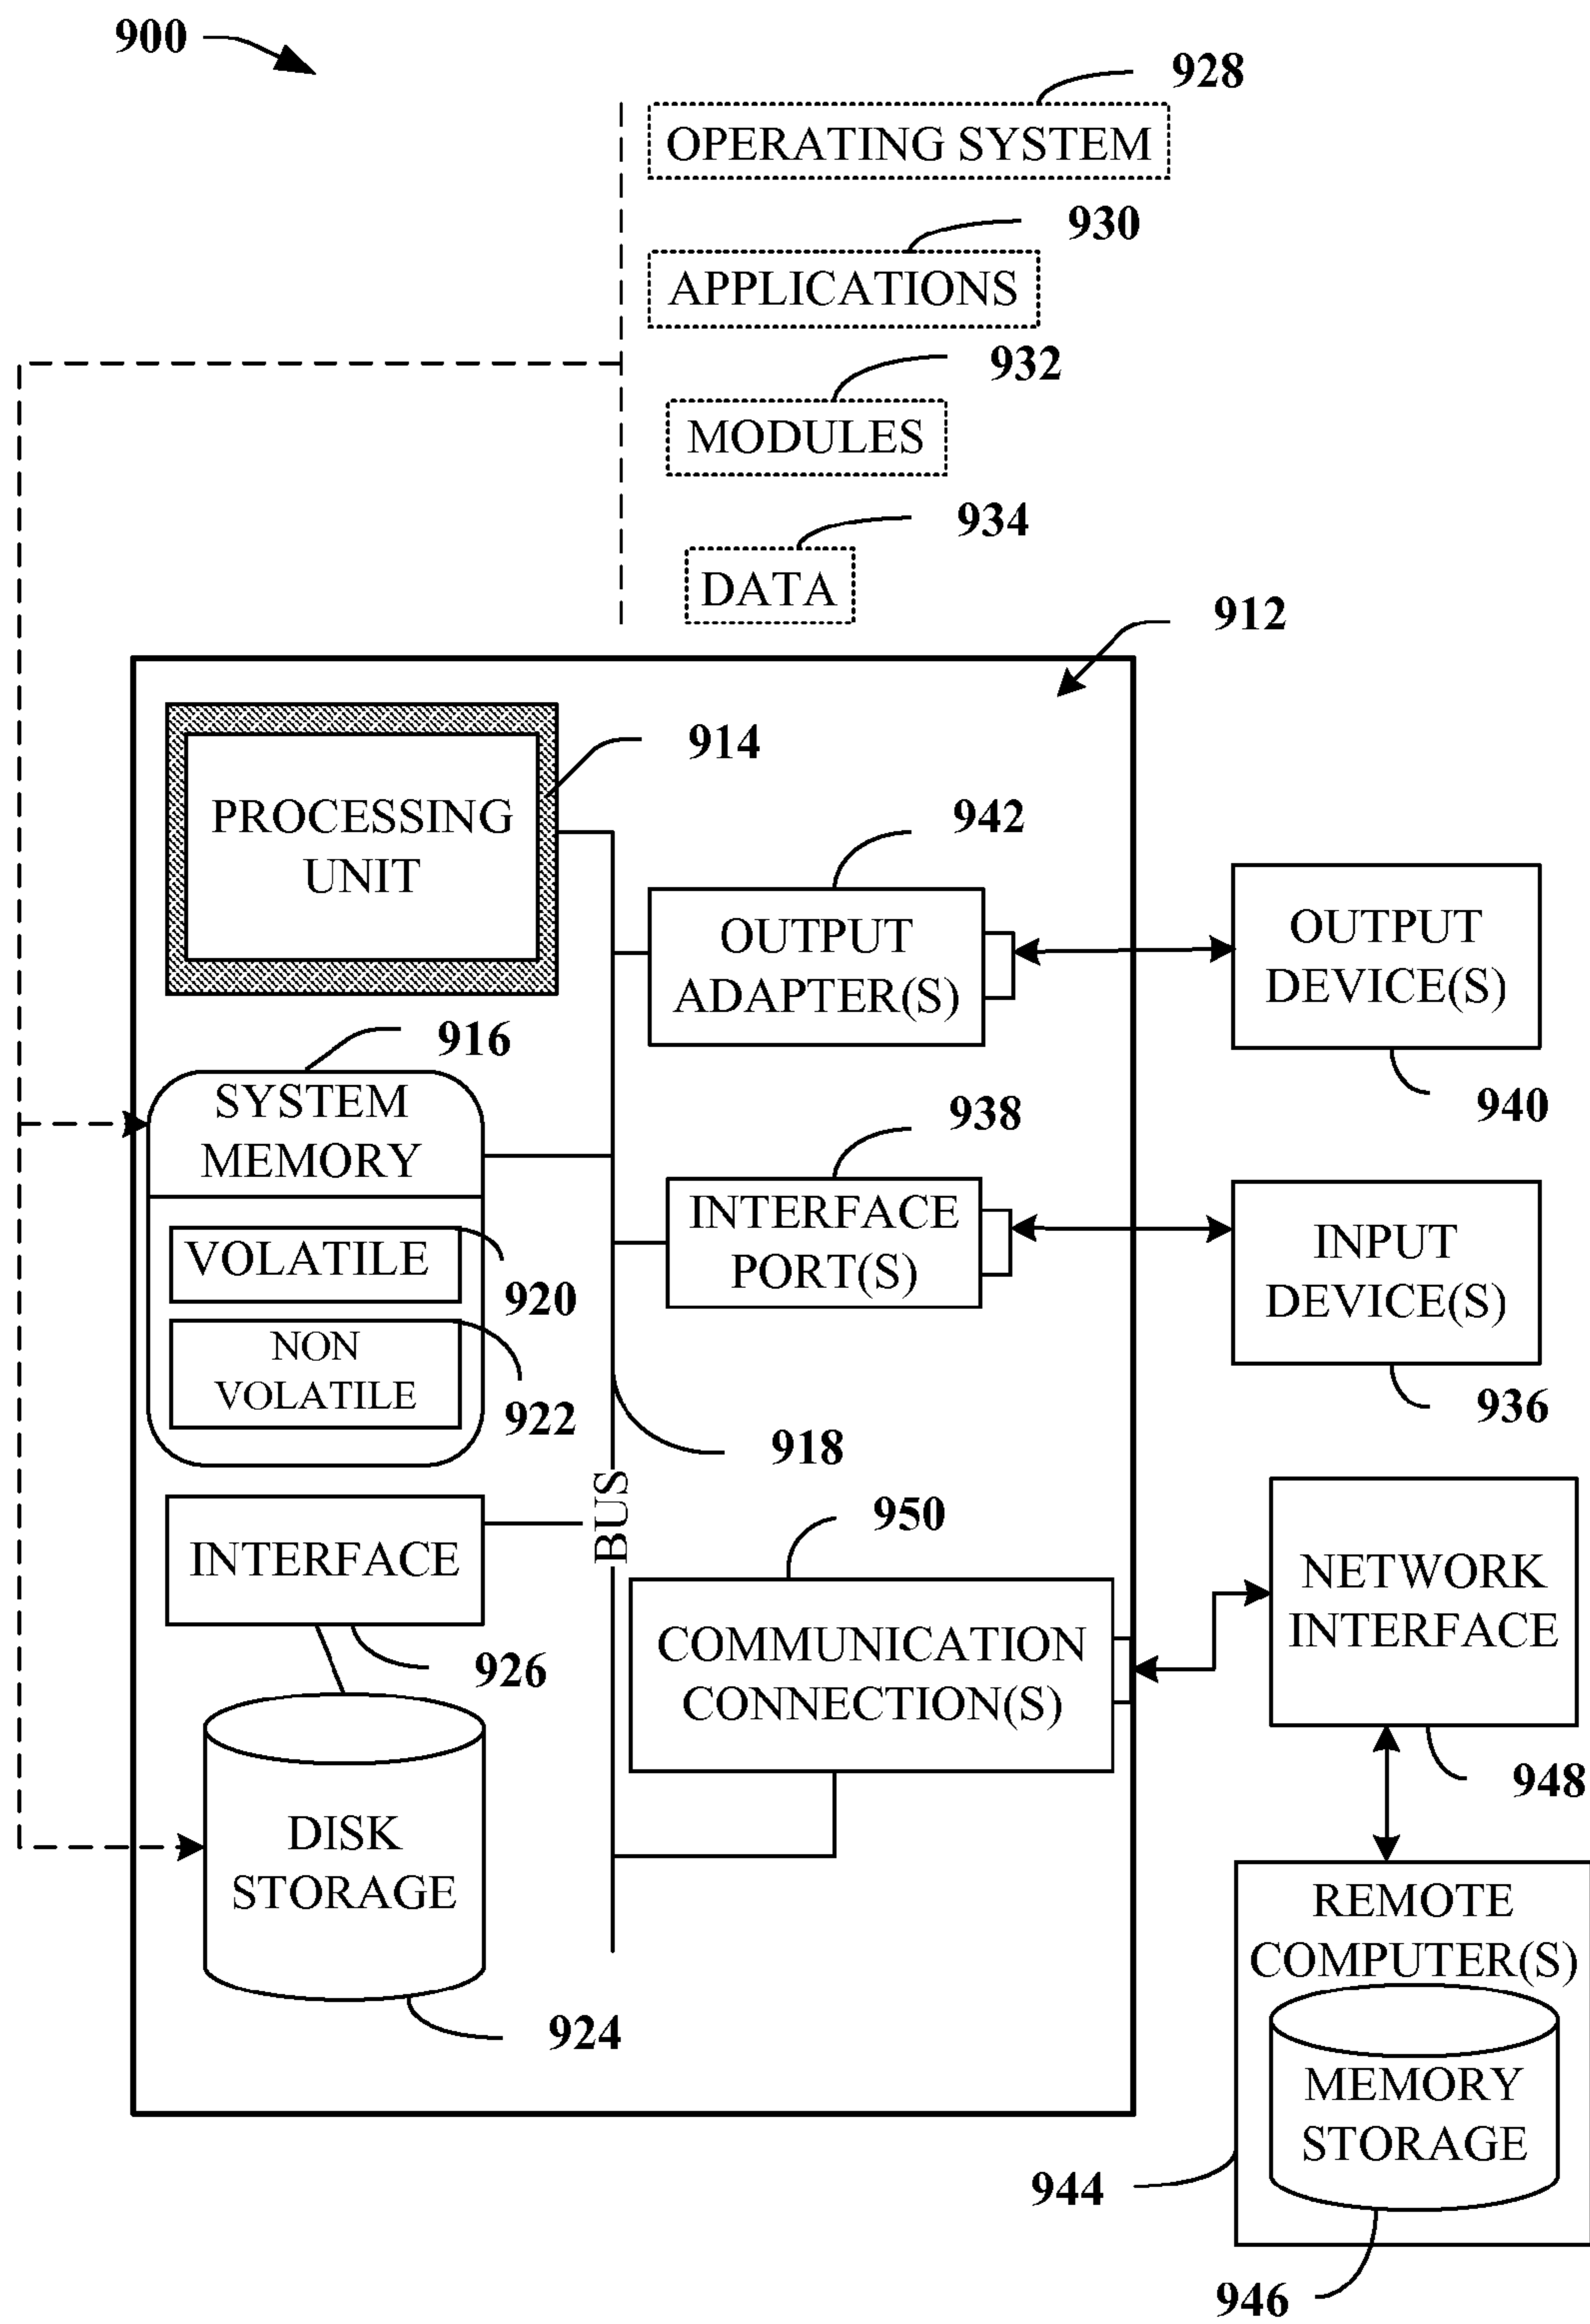 900
928
OPERATING SYSTEM
930
APPLICATIONS
932
MODULES
934
DATA
912
914
PROCESSING
UNIT
942
OUTPUT
ADAPTER(S)
OUTPUT
DEVICE(S)
940
916
SYSTEM
MEMORY
VOLATILE
920
NON
VOLATILE
922
938
INTERFACE
PORT(S)
INPUT
DEVICE(S)
936
918
BUS
INTERFACE
926
950
COMMUNICATION
CONNECTION(S)
NETWORK
INTERFACE
948
DISK
STORAGE
924
REMOTE
COMPUTER(S)
MEMORY
STORAGE
944
946